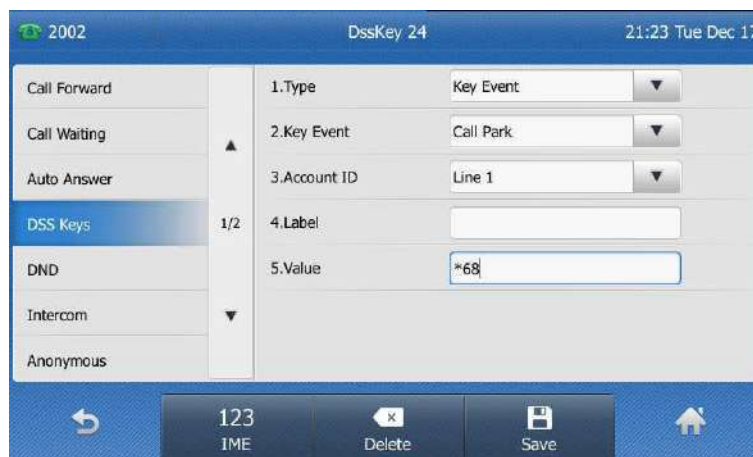 2002 DssKey 24 21:23 Tue Dec 17
Call Forward 1.Type Key Event
Call Waiting 2.Key Event Call Park
Auto Answer 3.Account ID Line 1
DSS Keys 1/2 4.Label
DND 5.Value *68
Intercom
Anonymous
123 IME Delete Save